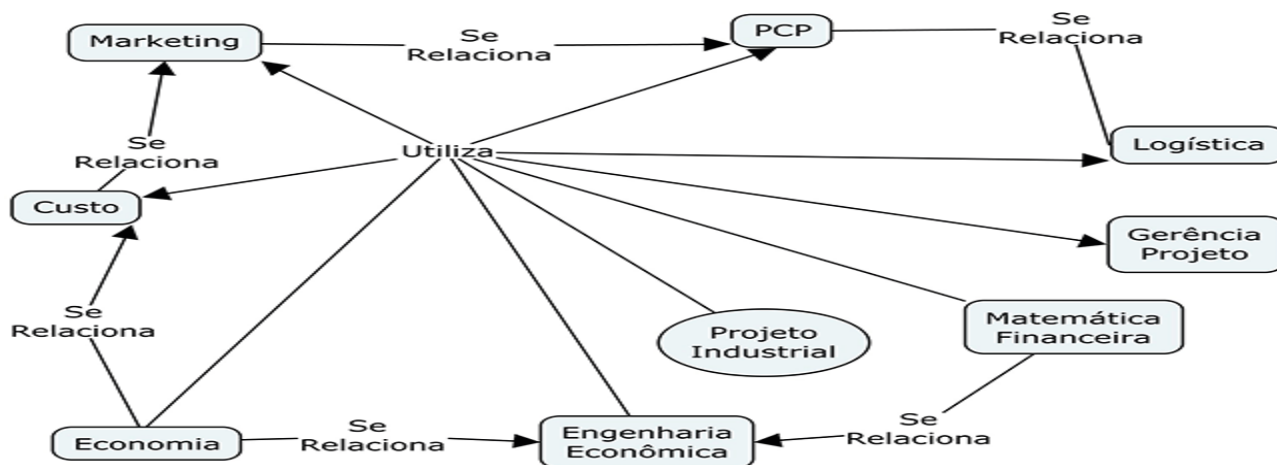 Marketing
Se
Relaciona
PCP
Se
Relaciona
Se
Relaciona
Utiliza
Logística
Custo
Gerência
Projeto
Se
Relaciona
Projeto
Industrial
Matemática
Financeira
Economia
Se
Relaciona
Engenharia
Econômica
Se
Relaciona